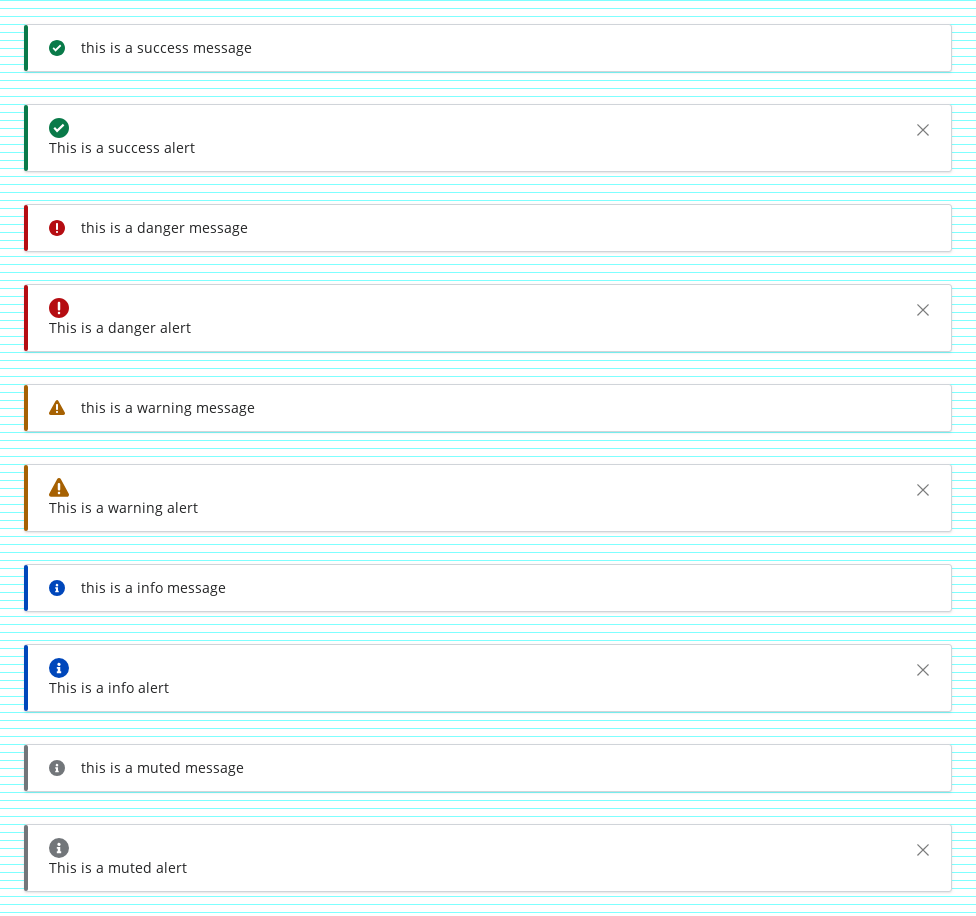 this is a success message
This is a success alert
this is a danger message
This is a danger alert
this is a warning message
This is a warning alert
this is a info message
This is a info alert
this is a muted message
This is a muted alert